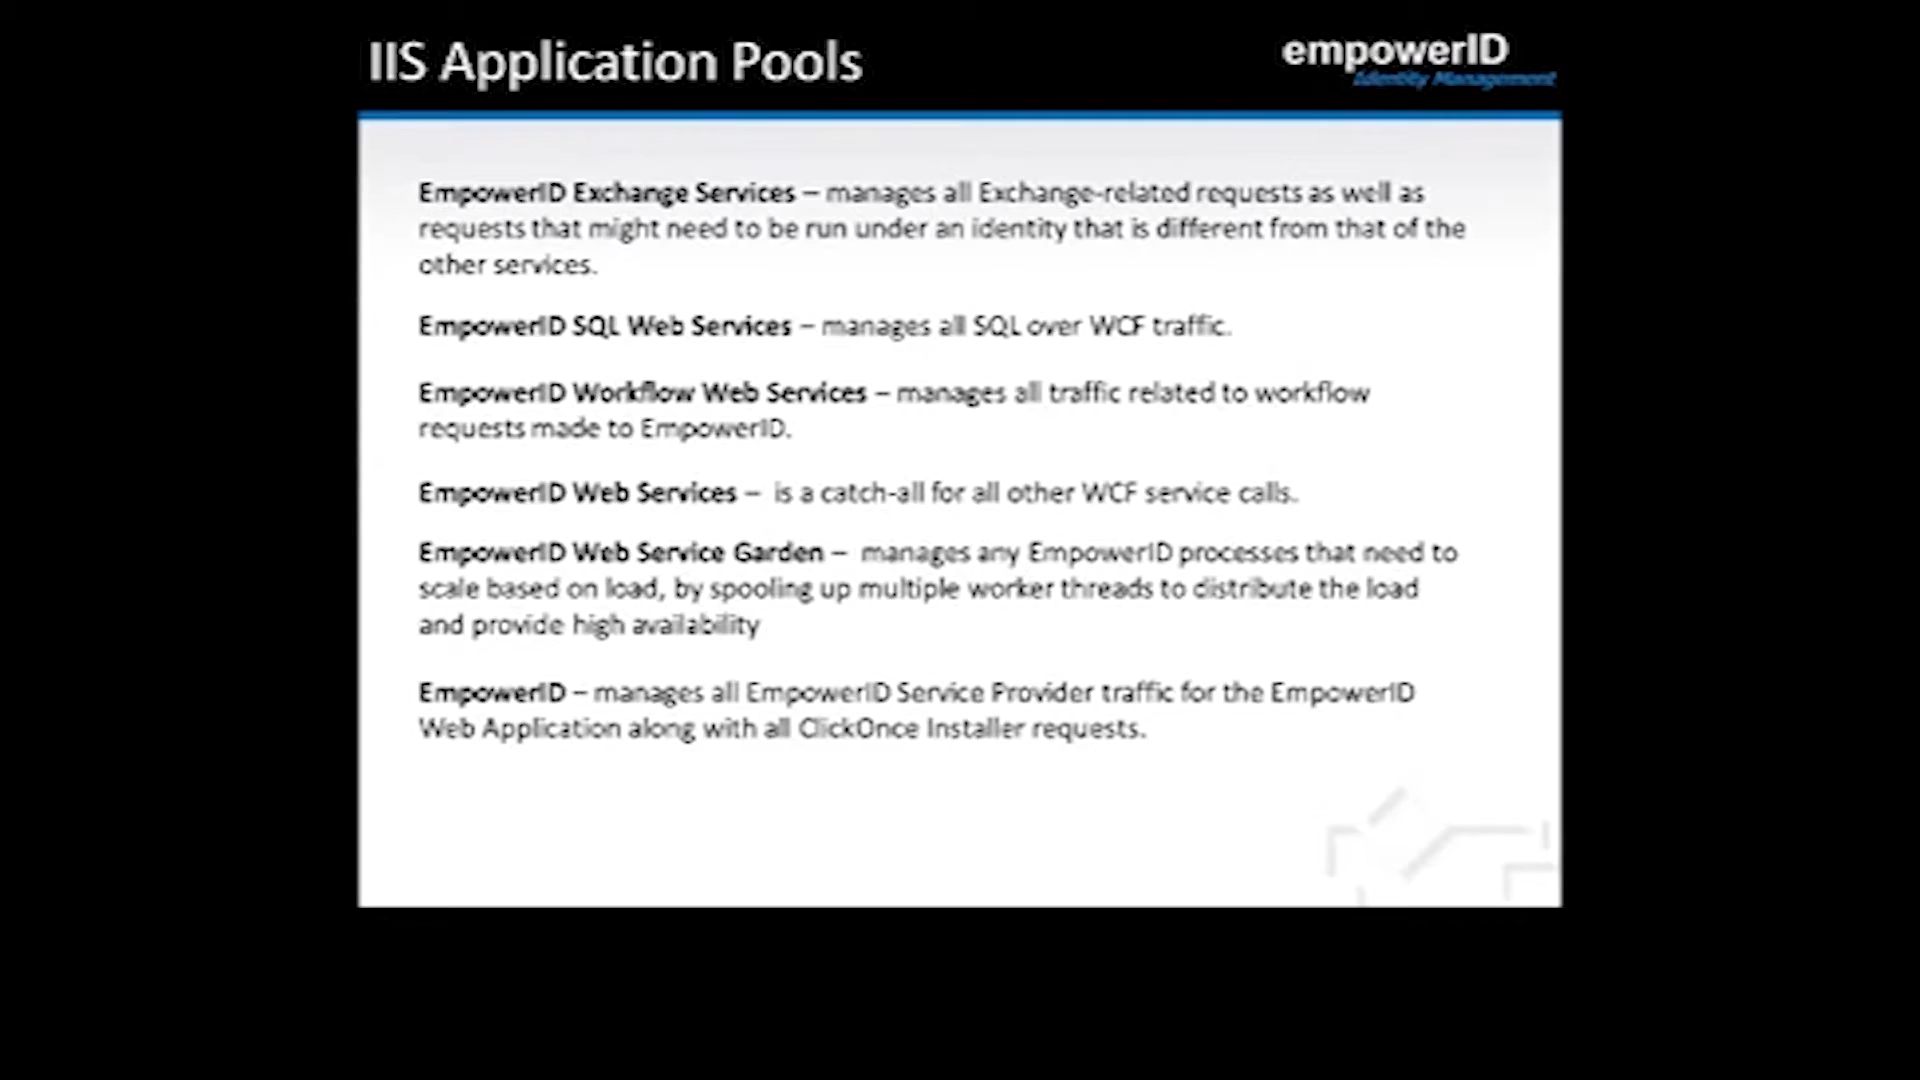 IIS Application Pools
empowerID
Identity Management
EmpowerID Exchange Services – manages all Exchange-related requests as well as
requests that might need to be run under an identity that is different from that of the
other services.
EmpowerID SQL Web Services – manages all SQL over WCF traffic.
EmpowerID Workflow Web Services – manages all traffic related to workflow
requests made to EmpowerID.
EmpowerID Web Services – is a catch-all for all other WCF service calls.
EmpowerID Web Service Garden – manages any EmpowerID processes that need to
scale based on load, by spooling up multiple worker threads to distribute the load
and provide high availability
EmpowerID – manages all EmpowerID Service Provider traffic for the EmpowerID
Web Application along with all ClickOnce Installer requests.